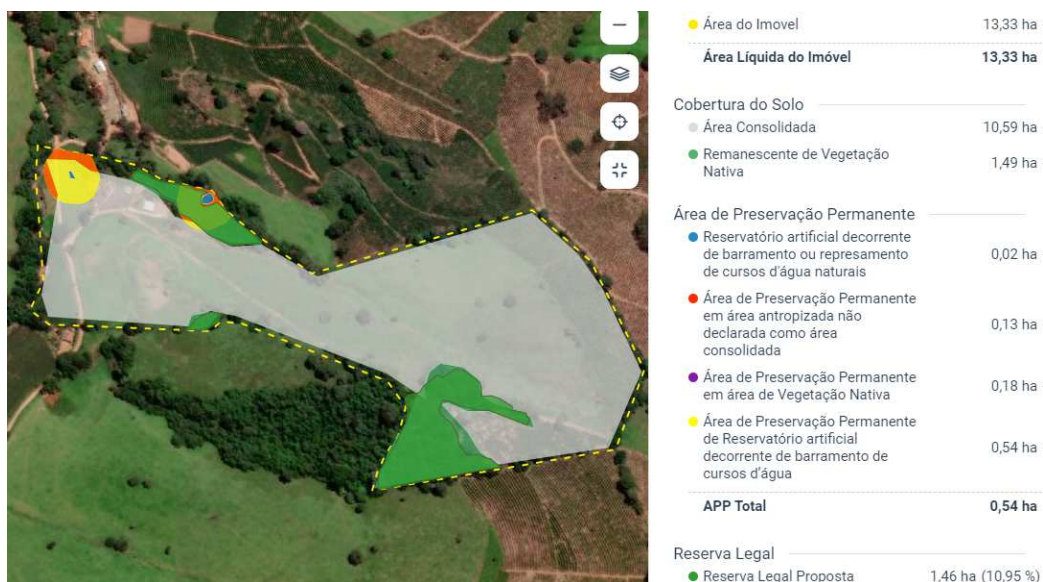 Área do Imovel 13,33 ha
Área Líquida do Imóvel 13,33 ha
Cobertura do Solo
Área Consolidada 10,59 ha
Remanescente de Vegetação
Nativa 1,49 ha
Área de Preservação Permanente
Reservatório artificial decorrente
de barramento ou represamento
de cursos d'água naturais 0,02 ha
Área de Preservação Permanente
em área antropizada não
declarada como área
consolidada 0,13 ha
Área de Preservação Permanente
em área de Vegetação Nativa 0,18 ha
Área de Preservação Permanente
de Reservatório artificial
decorrente de barramento de
cursos d'água 0,54 ha
APP Total 0,54 ha
Reserva Legal
Reserva Legal Proposta 1,46 ha (10,95 %)